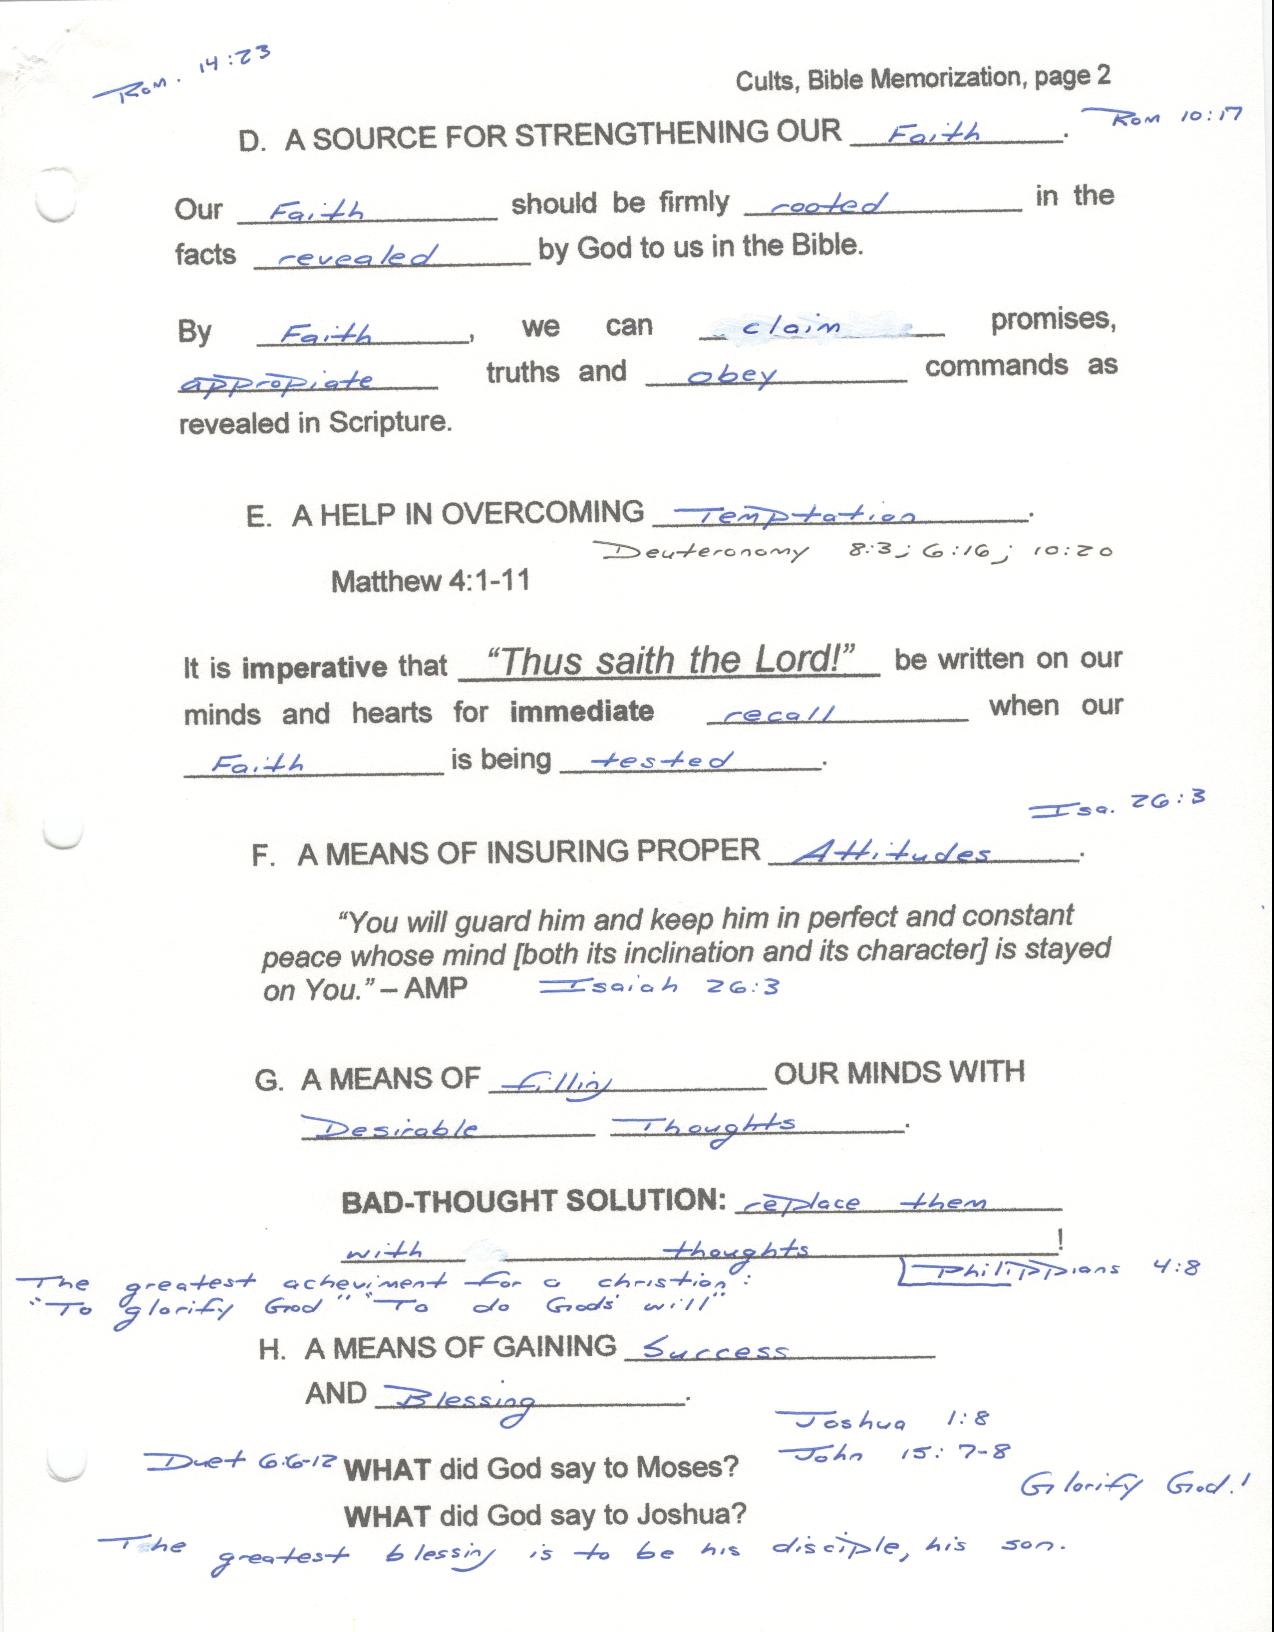 Rom. 14:23
Cults, Bible Memorization, page 2
Rom 10:17
D. A SOURCE FOR STRENGTHENING OUR Faith.
Our Faith should be firmly rooted in the
facts revealed by God to us in the Bible.
By Faith, we can claim promises,
appropiate truths and obey commands as
revealed in Scripture.
E. A HELP IN OVERCOMING Temptation.
Deuteronomy 8:3; 6:16; 10:20
Matthew 4:1-11
It is imperative that "Thus saith the Lord!" be written on our
minds and hearts for immediate recall when our
Faith is being tested.
Isa. 26:3
F. A MEANS OF INSURING PROPER Attitudes.
"You will guard him and keep him in perfect and constant
peace whose mind [both its inclination and its character] is stayed
on You." – AMP Isaiah 26:3
G. A MEANS OF filling OUR MINDS WITH
Desirable Thoughts.
BAD-THOUGHT SOLUTION: replace them
with thoughts!
Philippians 4:8
The greatest acheviment for a christion:
"To glorify God" "To do Gods' will"
H. A MEANS OF GAINING Success
AND Blessing.
Joshua 1:8
John 15:7-8
Duet 6:6-12 WHAT did God say to Moses?
Glorify God!
WHAT did God say to Joshua?
The greatest blessing is to be his disciple, his son.